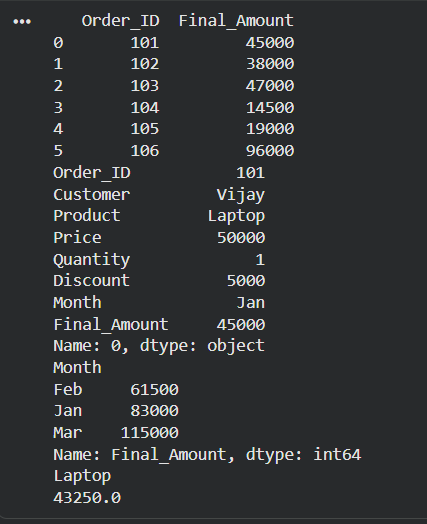 Order_ID  Final_Amount
0       101         45000
1       102         38000
2       103         47000
3       104         14500
4       105         19000
5       106         96000
Order_ID           101
Customer         Vijay
Product         Laptop
Price            50000
Quantity             1
Discount          5000
Month              Jan
Final_Amount     45000
Name: 0, dtype: object
Month
Feb     61500
Jan     83000
Mar    115000
Name: Final_Amount, dtype: int64
Laptop
43250.0